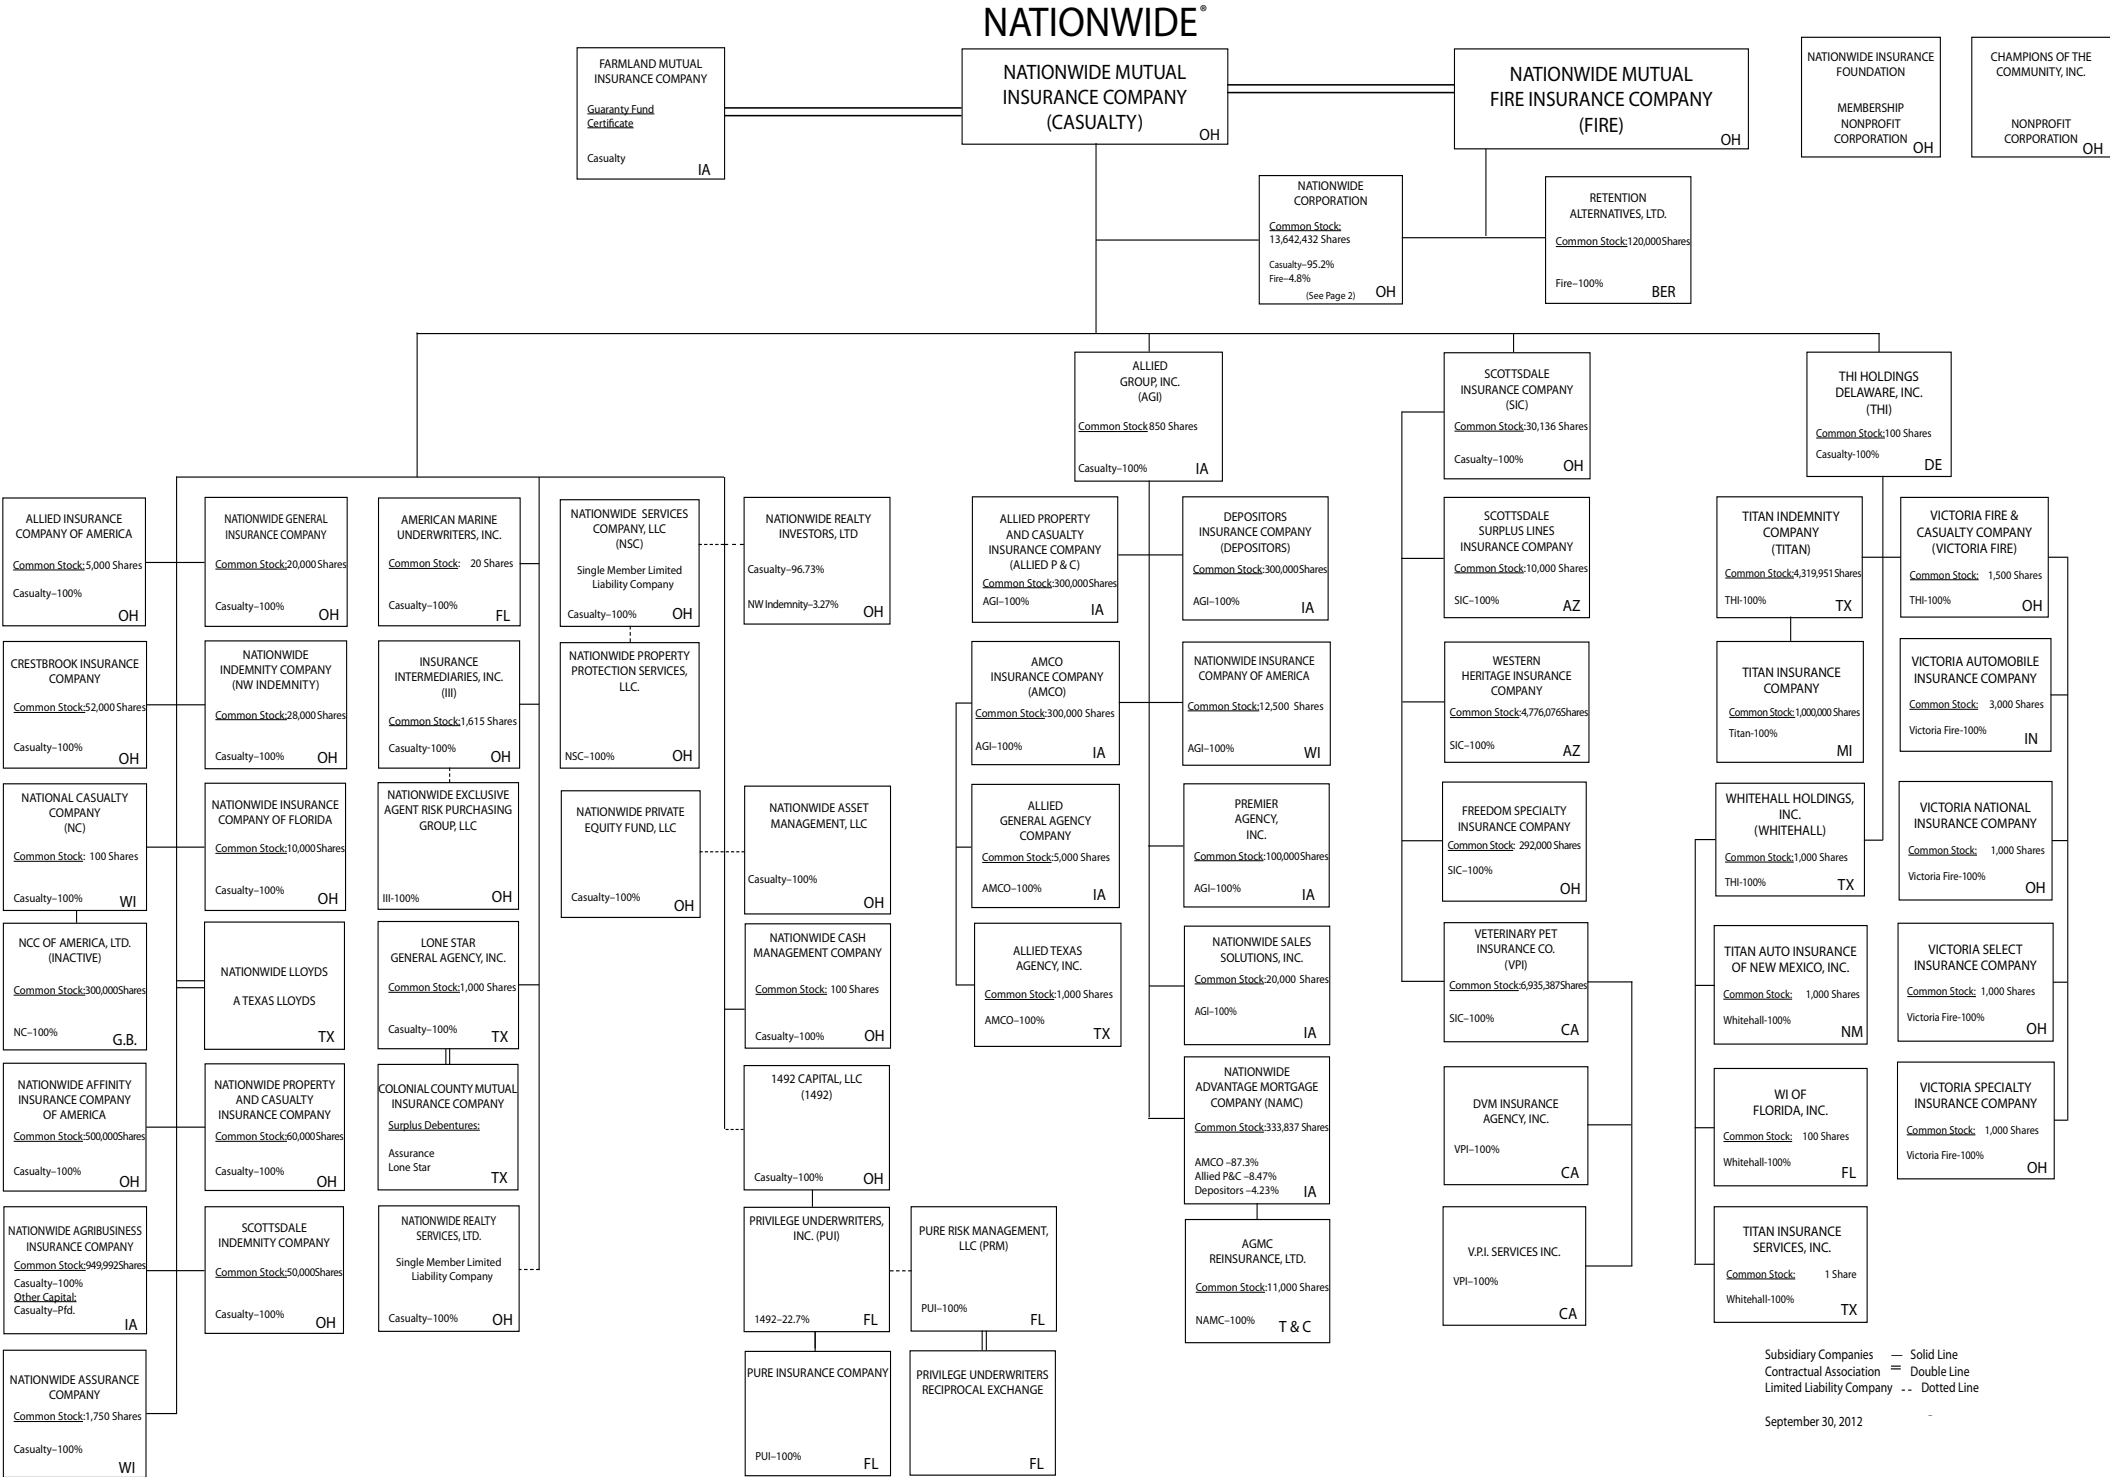 NATIONWIDE®
FARMLAND MUTUAL
INSURANCE COMPANY
Guaranty Fund
Certificate
Casualty
IA
NATIONWIDE MUTUAL
INSURANCE COMPANY
(CASUALTY)
OH
NATIONWIDE MUTUAL
FIRE INSURANCE COMPANY
(FIRE)
OH
NATIONWIDE INSURANCE
FOUNDATION
MEMBERSHIP
NONPROFIT
CORPORATION
OH
CHAMPIONS OF THE
COMMUNITY, INC.
NONPROFIT
CORPORATION
OH
NATIONWIDE
CORPORATION
Common Stock:
13,642,432 Shares
Casualty–95.2%
Fire–4.8%
(See Page 2)
OH
RETENTION
ALTERNATIVES, LTD.
Common Stock:120,000Shares
Fire–100%
BER
ALLIED
GROUP, INC.
(AGI)
Common Stock 850 Shares
Casualty–100%
IA
SCOTTSDALE
INSURANCE COMPANY
(SIC)
Common Stock:30,136 Shares
Casualty–100%
OH
THI HOLDINGS
DELAWARE, INC.
(THI)
Common Stock:100 Shares
Casualty-100%
DE
ALLIED INSURANCE
COMPANY OF AMERICA
Common Stock:5,000 Shares
Casualty–100%
OH
NATIONWIDE GENERAL
INSURANCE COMPANY
Common Stock:20,000Shares
Casualty–100%
OH
AMERICAN MARINE
UNDERWRITERS, INC.
Common Stock: 20 Shares
Casualty–100%
FL
NATIONWIDE SERVICES
COMPANY, LLC
(NSC)
Single Member Limited
Liability Company
Casualty–100%
OH
NATIONWIDE REALTY
INVESTORS, LTD
Casualty–96.73%
NW Indemnity–3.27%
OH
ALLIED PROPERTY
AND CASUALTY
INSURANCE COMPANY
(ALLIED P & C)
Common Stock:300,000Shares
AGI–100%
IA
DEPOSITORS
INSURANCE COMPANY
(DEPOSITORS)
Common Stock:300,000Shares
AGI–100%
IA
SCOTTSDALE
SURPLUS LINES
INSURANCE COMPANY
Common Stock:10,000 Shares
SIC–100%
AZ
TITAN INDEMNITY
COMPANY
(TITAN)
Common Stock:4,319,951Shares
THI-100%
TX
VICTORIA FIRE &
CASUALTY COMPANY
(VICTORIA FIRE)
Common Stock: 1,500 Shares
THI-100%
OH
CRESTBROOK INSURANCE
COMPANY
Common Stock:52,000 Shares
Casualty–100%
OH
NATIONWIDE
INDEMNITY COMPANY
(NW INDEMNITY)
Common Stock:28,000Shares
Casualty–100%
OH
INSURANCE
INTERMEDIARIES, INC.
(III)
Common Stock:1,615 Shares
Casualty-100%
OH
NATIONWIDE PROPERTY
PROTECTION SERVICES,
LLC.
NSC–100%
OH
AMCO
INSURANCE COMPANY
(AMCO)
Common Stock:300,000 Shares
AGI–100%
IA
NATIONWIDE INSURANCE
COMPANY OF AMERICA
Common Stock:12,500 Shares
AGI–100%
WI
WESTERN
HERITAGE INSURANCE
COMPANY
Common Stock:4,776,076Shares
SIC–100%
AZ
TITAN INSURANCE
COMPANY
Common Stock:1,000,000 Shares
Titan-100%
MI
VICTORIA AUTOMOBILE
INSURANCE COMPANY
Common Stock: 3,000 Shares
Victoria Fire-100%
IN
NATIONAL CASUALTY
COMPANY
(NC)
Common Stock: 100 Shares
Casualty–100%
WI
NATIONWIDE INSURANCE
COMPANY OF FLORIDA
Common Stock:10,000Shares
Casualty–100%
OH
NATIONWIDE EXCLUSIVE
AGENT RISK PURCHASING
GROUP, LLC
III-100%
OH
NATIONWIDE PRIVATE
EQUITY FUND, LLC
Casualty–100%
OH
NATIONWIDE ASSET
MANAGEMENT, LLC
Casualty–100%
OH
ALLIED
GENERAL AGENCY
COMPANY
Common Stock:5,000 Shares
AMCO–100%
IA
PREMIER
AGENCY,
INC.
Common Stock:100,000Shares
AGI–100%
IA
FREEDOM SPECIALTY
INSURANCE COMPANY
Common Stock: 292,000 Shares
SIC–100%
OH
WHITEHALL HOLDINGS,
INC.
(WHITEHALL)
Common Stock:1,000 Shares
THI-100%
TX
VICTORIA NATIONAL
INSURANCE COMPANY
Common Stock: 1,000 Shares
Victoria Fire-100%
OH
NCC OF AMERICA, LTD.
(INACTIVE)
Common Stock:300,000Shares
NC–100%
G.B.
NATIONWIDE LLOYDS
A TEXAS LLOYDS
TX
LONE STAR
GENERAL AGENCY, INC.
Common Stock:1,000 Shares
Casualty–100%
TX
NATIONWIDE CASH
MANAGEMENT COMPANY
Common Stock: 100 Shares
Casualty–100%
OH
ALLIED TEXAS
AGENCY, INC.
Common Stock:1,000 Shares
AMCO–100%
TX
NATIONWIDE SALES
SOLUTIONS, INC.
Common Stock:20,000 Shares
AGI–100%
IA
VETERINARY PET
INSURANCE CO.
(VPI)
Common Stock:6,935,387Shares
SIC–100%
CA
TITAN AUTO INSURANCE
OF NEW MEXICO, INC.
Common Stock: 1,000 Shares
Whitehall-100%
NM
VICTORIA SELECT
INSURANCE COMPANY
Common Stock: 1,000 Shares
Victoria Fire-100%
OH
NATIONWIDE AFFINITY
INSURANCE COMPANY
OF AMERICA
Common Stock:500,000Shares
Casualty–100%
OH
NATIONWIDE PROPERTY
AND CASUALTY
INSURANCE COMPANY
Common Stock:60,000Shares
Casualty–100%
OH
COLONIAL COUNTY MUTUAL
INSURANCE COMPANY
Surplus Debentures:
Assurance
Lone Star
TX
1492 CAPITAL, LLC
(1492)
Casualty–100%
OH
NATIONWIDE
ADVANTAGE MORTGAGE
COMPANY (NAMC)
Common Stock:333,837 Shares
AMCO –87.3%
Allied P&C –8.47%
Depositors –4.23%
IA
DVM INSURANCE
AGENCY, INC.
VPI–100%
CA
WI OF
FLORIDA, INC.
Common Stock: 100 Shares
Whitehall-100%
FL
VICTORIA SPECIALTY
INSURANCE COMPANY
Common Stock: 1,000 Shares
Victoria Fire-100%
OH
NATIONWIDE AGRIBUSINESS
INSURANCE COMPANY
Common Stock:949,992Shares
Casualty–100%
Other Capital:
Casualty–Pfd.
IA
SCOTTSDALE
INDEMNITY COMPANY
Common Stock:50,000Shares
Casualty–100%
OH
NATIONWIDE REALTY
SERVICES, LTD.
Single Member Limited
Liability Company
Casualty–100%
OH
PRIVILEGE UNDERWRITERS,
INC. (PUI)
1492–22.7%
FL
PURE RISK MANAGEMENT,
LLC (PRM)
PUI–100%
FL
AGMC
REINSURANCE, LTD.
Common Stock:11,000 Shares
NAMC–100%
T & C
V.P.I. SERVICES INC.
VPI–100%
CA
TITAN INSURANCE
SERVICES, INC.
Common Stock: 1 Share
Whitehall-100%
TX
NATIONWIDE ASSURANCE
COMPANY
Common Stock:1,750 Shares
Casualty–100%
WI
PURE INSURANCE COMPANY
PUI–100%
FL
PRIVILEGE UNDERWRITERS
RECIPROCAL EXCHANGE
FL
Subsidiary Companies — Solid Line
Contractual Association = Double Line
Limited Liability Company -- Dotted Line
September 30, 2012